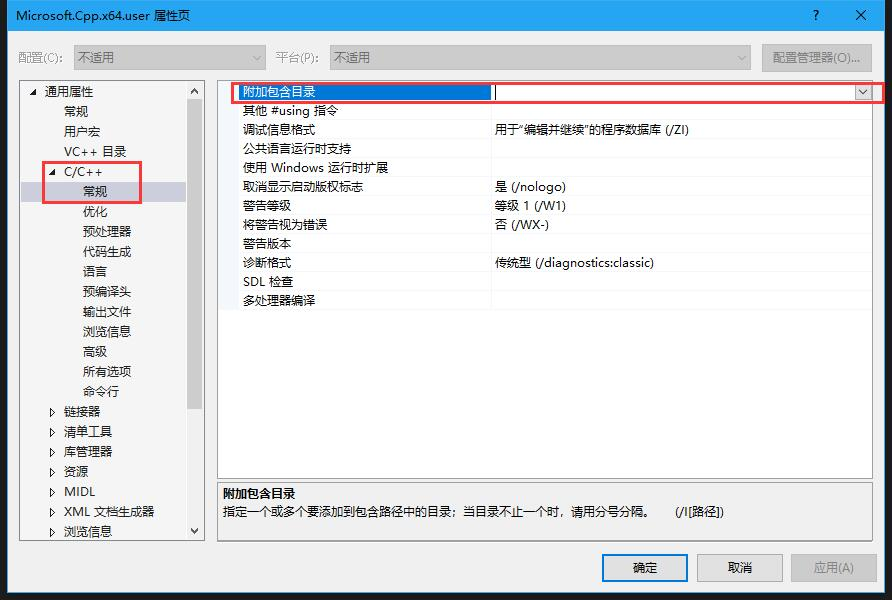 Microsoft.Cpp.x64.user 属性页
配置(C): 不适用 平台(P): 不适用 配置管理器(O)...
通用属性
常规
用户宏
VC++ 目录
C/C++
常规
优化
预处理器
代码生成
语言
预编译头
输出文件
浏览信息
高级
所有选项
命令行
链接器
清单工具
库管理器
资源
MIDL
XML 文档生成器
浏览信息
附加包含目录
其他 #using 指令
调试信息格式 用于“编辑并继续”的程序数据库 (/ZI)
公共语言运行时支持
使用 Windows 运行时扩展
取消显示启动版权标志 是 (/nologo)
警告等级 等级 1 (/W1)
将警告视为错误 否 (/WX-)
警告版本
诊断格式 传统型 (/diagnostics:classic)
SDL 检查
多处理器编译
附加包含目录
指定一个或多个要添加到包含路径中的目录；当目录不止一个时，请用分号分隔。 (/I[路径])
确定 取消 应用(A)